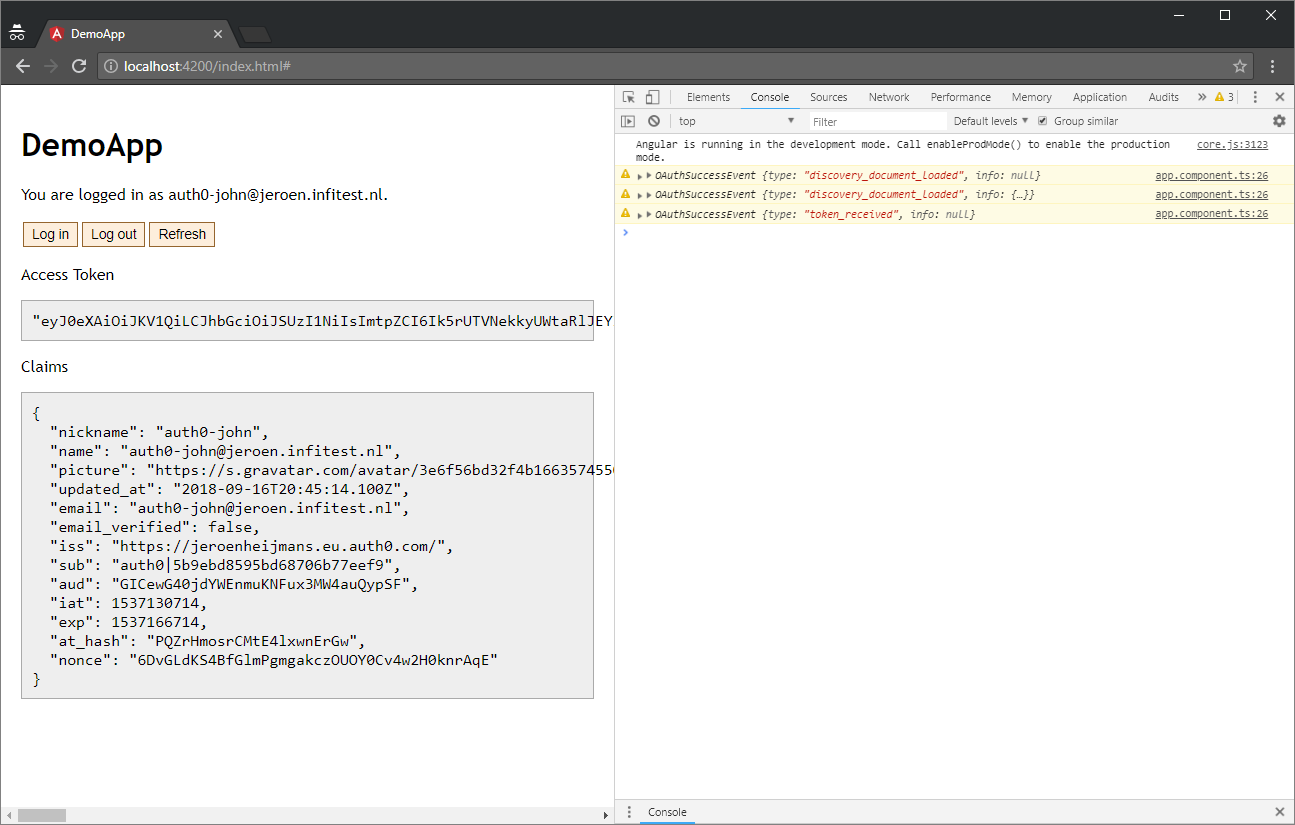 DemoApp
localhost:4200/index.html#
DemoApp
You are logged in as auth0-john@jeroen.infitest.nl.
Log in Log out Refresh
Access Token
"eyJ0eXAiOiJKV1QiLCJhbGciOiJSUzI1NiIsImtpZCI6Ik5rUTVNekkyUWtaRlJEY
Claims
{
"nickname": "auth0-john",
"name": "auth0-john@jeroen.infitest.nl",
"picture": "https://s.gravatar.com/avatar/3e6f56bd32f4b1663574550
"updated_at": "2018-09-16T20:45:14.100Z",
"email": "auth0-john@jeroen.infitest.nl",
"email_verified": false,
"iss": "https://jeroenheijmans.eu.auth0.com/",
"sub": "auth0|5b9ebd8595bd68706b77eef9",
"aud": "GICewG40jdYWEnmuKNFux3MW4auQypSF",
"iat": 1537130714,
"exp": 1537166714,
"at_hash": "PQZrHmosrCMtE4lxwnErGw",
"nonce": "6DvGLdKS4BfGlmPgmgakczOUOY0Cv4w2H0knrAqE"
}
Elements Console Sources Network Performance Memory Application Audits » 3
top Filter Default levels Group similar
Angular is running in the development mode. Call enableProdMode() to enable the production core.js:3123
mode.
OAuthSuccessEvent {type: "discovery_document_loaded", info: null} app.component.ts:26
OAuthSuccessEvent {type: "discovery_document_loaded", info: {…}} app.component.ts:26
OAuthSuccessEvent {type: "token_received", info: null} app.component.ts:26
Console